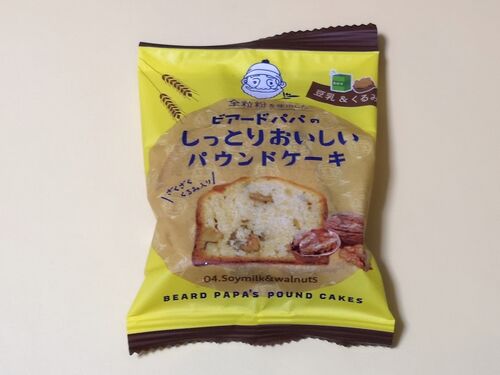 豆乳&くるみ
全粒粉を使用した
ビアードパパの
しっとりおいしい
パウンドケーキ
ざくざく
くるみ入り
04.Soymilk&walnuts
BEARD PAPA'S POUND CAKES